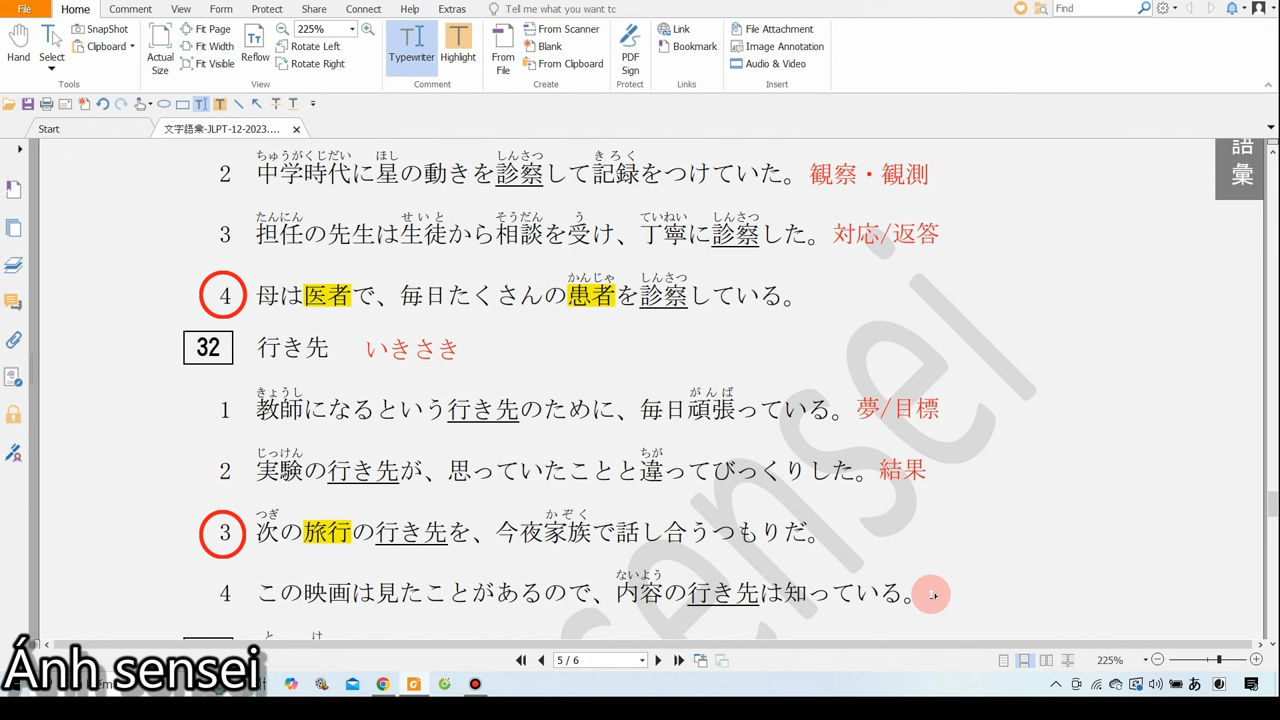 File Home Comment View Form Protect Share Connect Help Extras Tell me what you want tc Find
Hand
Select
SnapShot
Clipboard
Tools
Actual Size
Fit Page
Fit Width
Fit Visible
Reflow
225%
Rotate Left
Rotate Right
View
Typewriter
Highlight
Comment
From File
From Scanner
Blank
From Clipboard
Create
PDF Sign
Protect
Link
Bookmark
Links
File Attachment
Image Annotation
Audio & Video
Insert
Start
文字語彙-JLPT-12-2023....
語彙
ちゅうがくじだい ほし しんさつ きろく
2 中学時代に星の動きを診察して記録をつけていた。観察・観測
たんにん せいと そうだん う ていねい しんさつ
3 担任の先生は生徒から相談を受け、丁寧に診察した。対応/返答
かんじゃ しんさつ
4 母は医者で、毎日たくさんの患者を診察している。
32 行き先 いきさき
きょうし がんば
1 教師になるという行き先のために、毎日頑張っている。夢/目標
じっけん ちが
2 実験の行き先が、思っていたことと違ってびっくりした。結果
つぎ かぞく
3 次の旅行の行き先を、今夜家族で話し合うつもりだ。
ないよう
4 この映画は見たことがあるので、内容の行き先は知っている。
と け
sensei
Ánh sensei
5 / 6
225%
あ